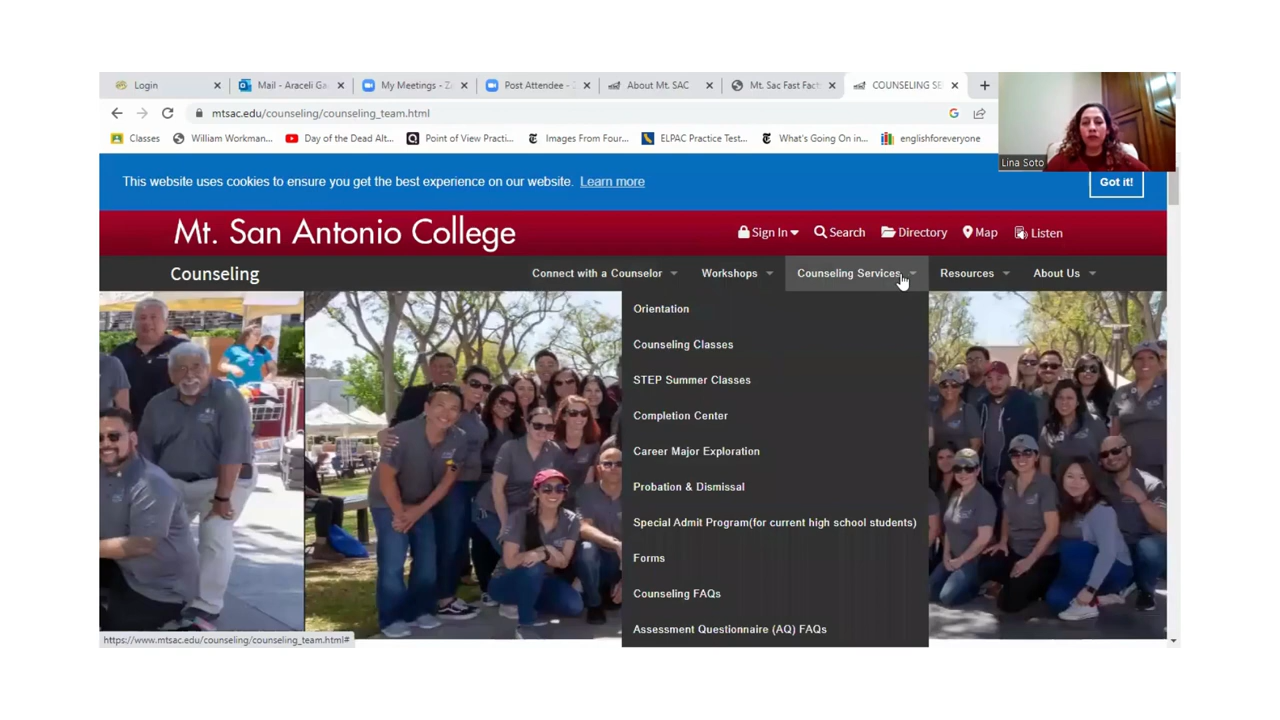 Login
Mail - Araceli Ga
My Meetings - Z
Post Attendee -
About Mt. SAC
Mt. Sac Fast Fact
COUNSELING SE
mtsac.edu/counseling/counseling_team.html
Classes
William Workman...
Day of the Dead Alt...
Point of View Practi...
Images From Four...
ELPAC Practice Test...
What's Going On in...
englishforeveryone
Lina Soto
This website uses cookies to ensure you get the best experience on our website. Learn more
Got it!
Mt. San Antonio College
Sign In
Search
Directory
Map
Listen
Counseling
Connect with a Counselor
Workshops
Counseling Services
Resources
About Us
Orientation
Counseling Classes
STEP Summer Classes
Completion Center
Career Major Exploration
Probation & Dismissal
Special Admit Program(for current high school students)
Forms
Counseling FAQs
Assessment Questionnaire (AQ) FAQs
https://www.mtsac.edu/counseling/counseling_team.html#